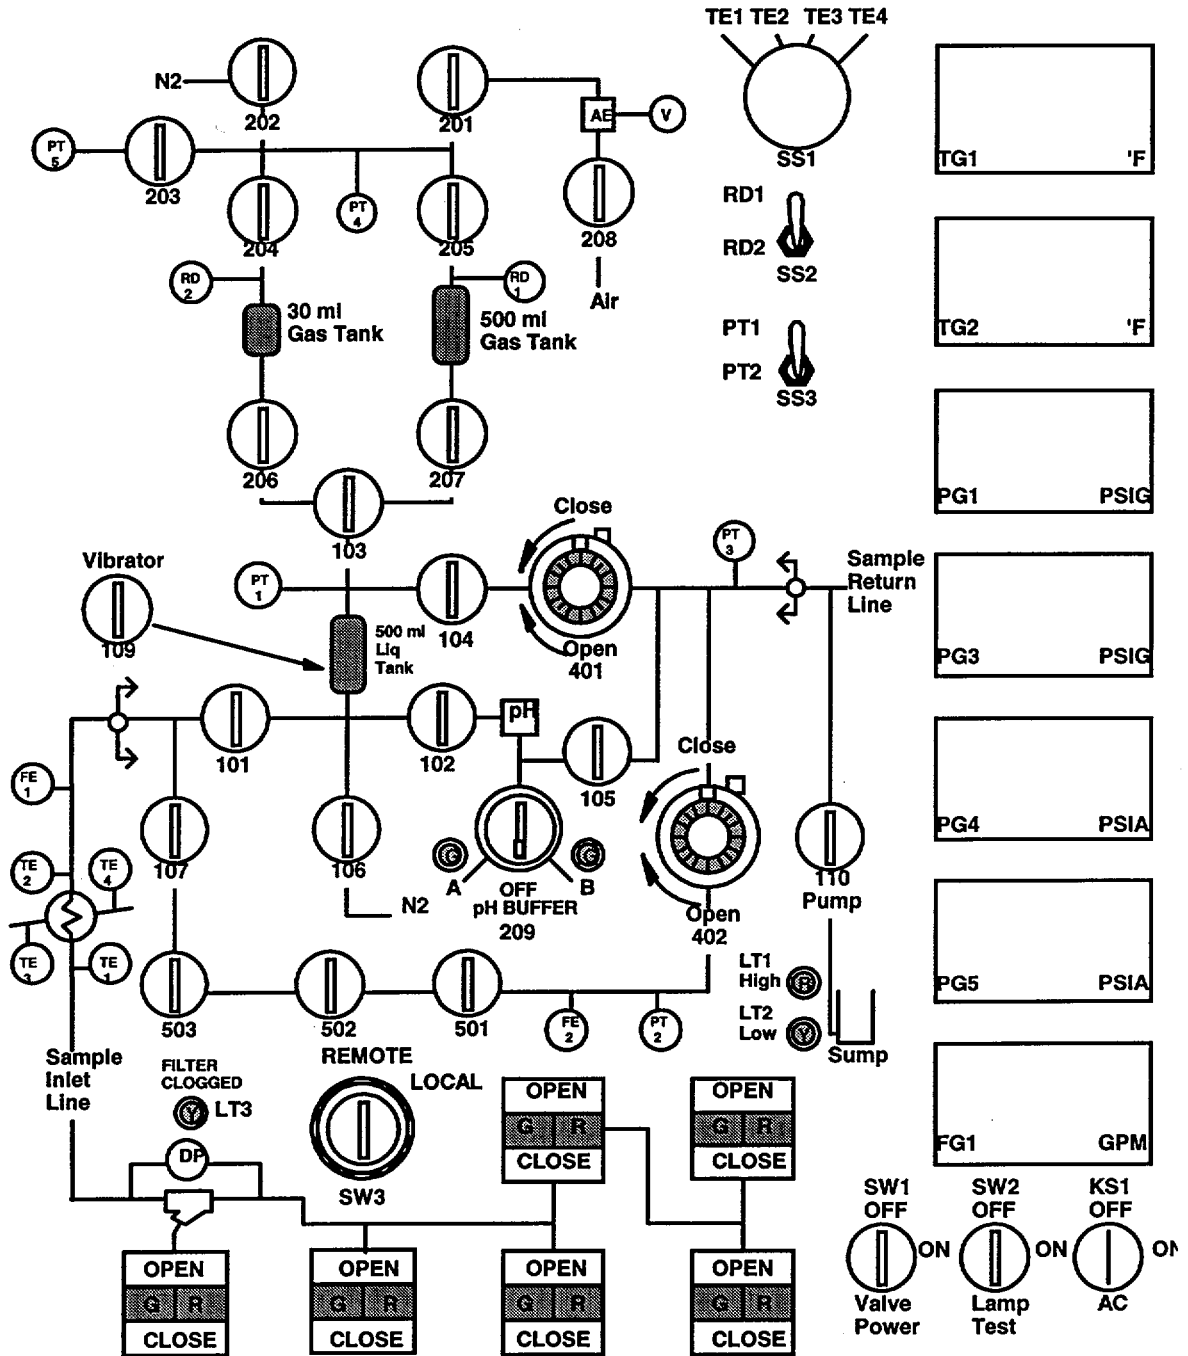 TE1 TE2 TE3 TE4
N2
202
201
AE
V
SS1
TG1 'F
PT 5
203
PT 4
204
205
208
RD1
RD2
SS2
RD 2
RD 1
Air
30 ml
Gas Tank
500 ml
Gas Tank
TG2 'F
PT1
PT2
SS3
206
207
PG1 PSIG
Close
103
PT 3
Sample
Return
Line
Vibrator
PT 1
104
500 ml
Liq
Tank
Open
401
109
PG3 PSIG
pH
101
102
105
Close
FE 1
PG4 PSIA
TE 2
TE 4
107
106
G
A
OFF
B
G
pH BUFFER
209
N2
110
Pump
Open
402
TE 3
TE 1
LT1
High
R
PG5 PSIA
503
502
501
FE 2
PT 2
LT2
Low
Y
Sump
Sample
Inlet
Line
FILTER
CLOGGED
Y LT3
REMOTE
LOCAL
SW3
OPEN
G R
CLOSE
OPEN
G R
CLOSE
FG1 GPM
DP
SW1
OFF
ON
Valve
Power
SW2
OFF
ON
Lamp
Test
KS1
OFF
ON
AC
OPEN
G R
CLOSE
OPEN
G R
CLOSE
OPEN
G R
CLOSE
OPEN
G R
CLOSE